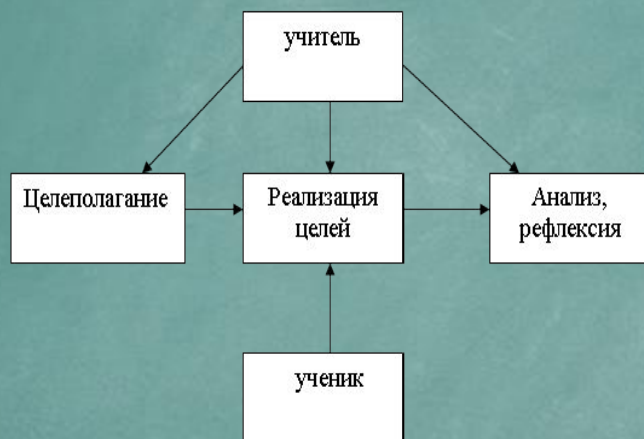 учитель
Целеполагание
Реализация
целей
Анализ,
рефлексия
ученик